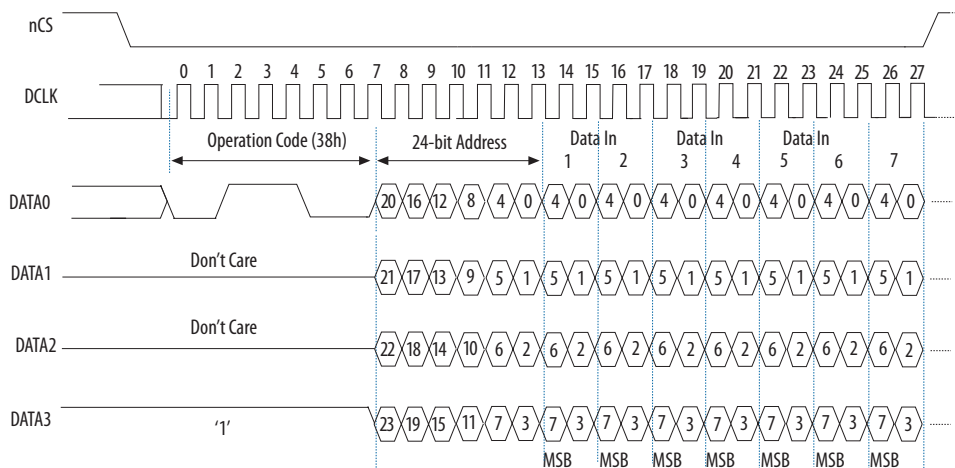 nCS
0 1 2 3 4 5 6 7 8 9 10 11 12 13 14 15 16 17 18 19 20 21 22 23 24 25 26 27
DCLK
Operation Code (38h) 24-bit Address Data In Data In Data In
1 2 3 4 5 6 7
DATA0 20 16 12 8 4 0 4 0 4 0 4 0 4 0 4 0 4 0 4 0
Don't Care
DATA1 21 17 13 9 5 1 5 1 5 1 5 1 5 1 5 1 5 1 5 1
Don't Care
DATA2 22 18 14 10 6 2 6 2 6 2 6 2 6 2 6 2 6 2 6 2
DATA3 '1' 23 19 15 11 7 3 7 3 7 3 7 3 7 3 7 3 7 3 7 3
MSB MSB MSB MSB MSB MSB MSB